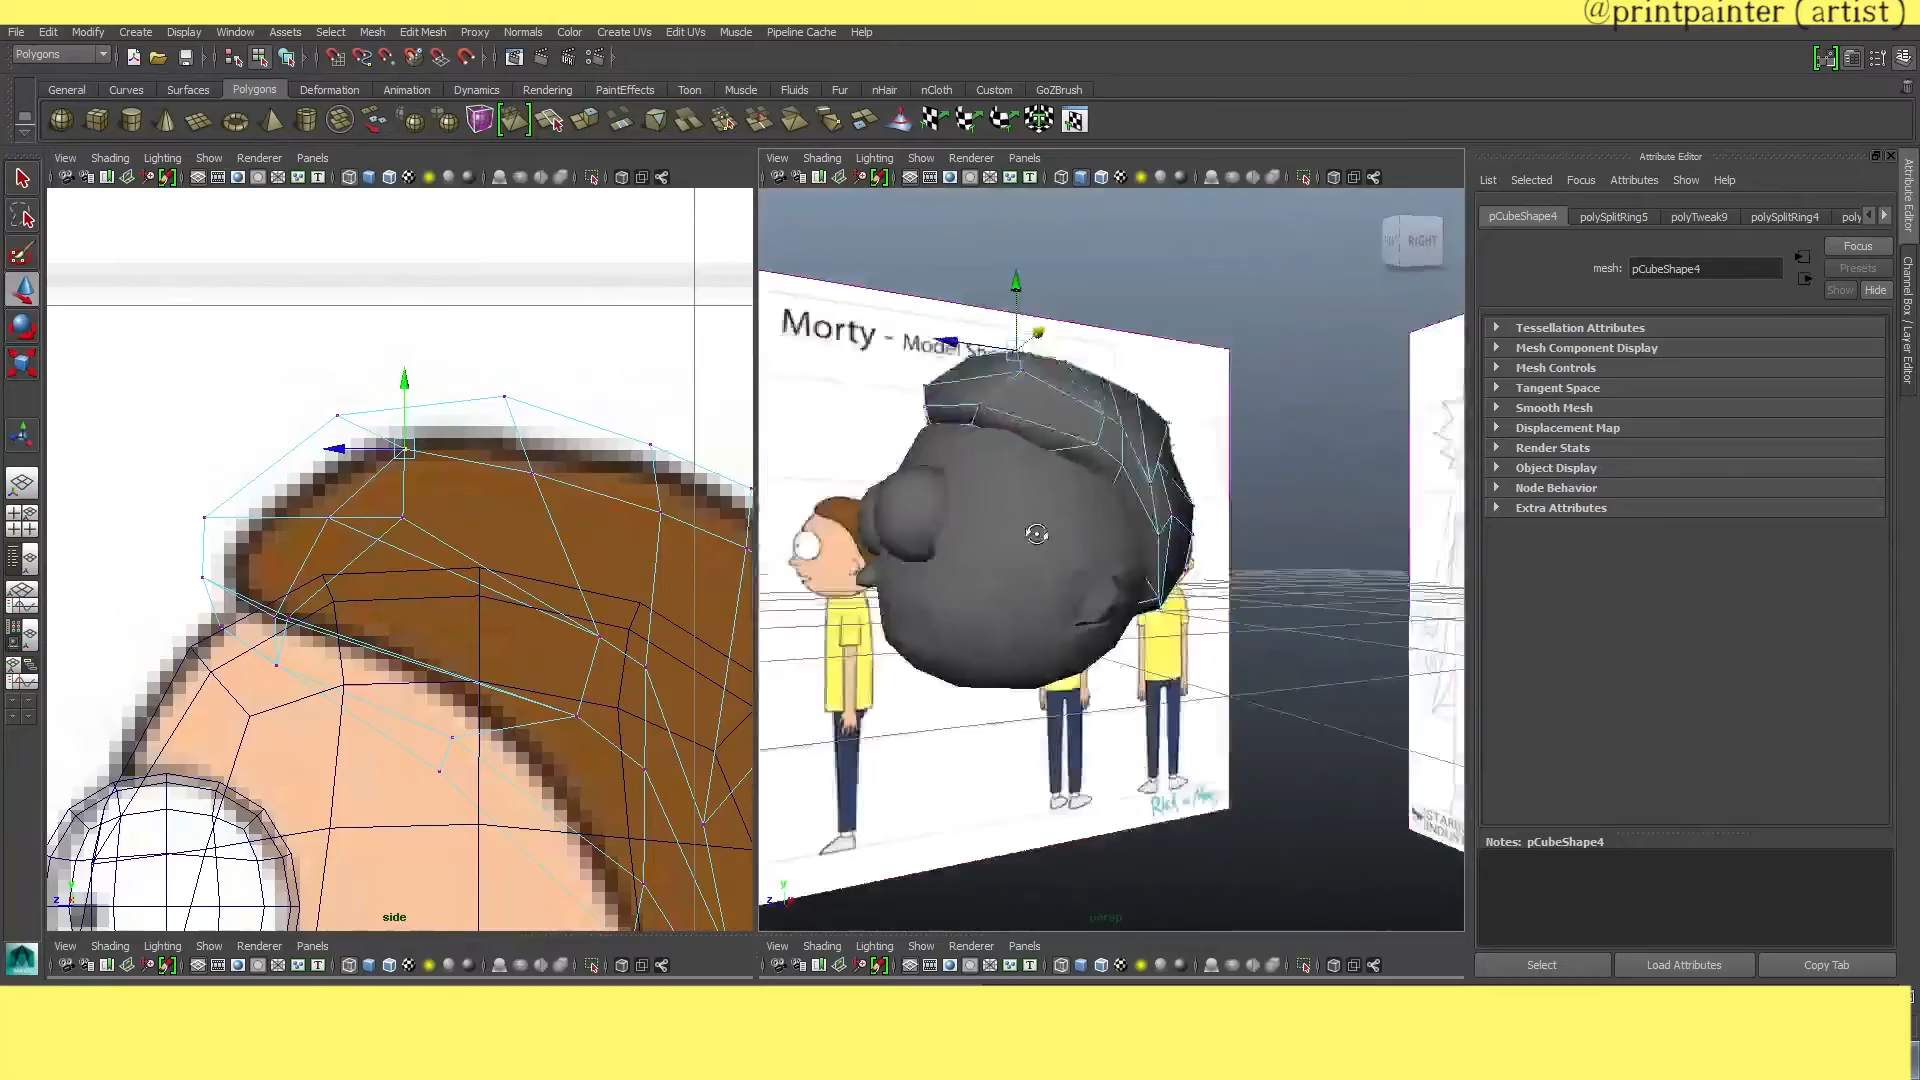 @printpainter ( artist )
File Edit Modify Create Display Window Assets Select Mesh Edit Mesh Proxy Normals Color Create UVs Edit UVs Muscle Pipeline Cache Help
Polygons
General Curves Surfaces Polygons Deformation Animation Dynamics Rendering PaintEffects Toon Muscle Fluids Fur nHair nCloth Custom GoZBrush
View Shading Lighting Show Renderer Panels
View Shading Lighting Show Renderer Panels
Attribute Editor
List Selected Focus Attributes Show Help
pCubeShape4 polySplitRing5 polyTweak9 polySplitRing4 poly
Focus
mesh: pCubeShape4
Presets
Show Hide
Tessellation Attributes
Mesh Component Display
Mesh Controls
Tangent Space
Smooth Mesh
Displacement Map
Render Stats
Object Display
Node Behavior
Extra Attributes
Notes: pCubeShape4
Select Load Attributes Copy Tab
Attribute Editor
Channel Box / Layer Editor
RIGHT
Morty - Model
y
z
side
y
z
persp
View Shading Lighting Show Renderer Panels
View Shading Lighting Show Renderer Panels